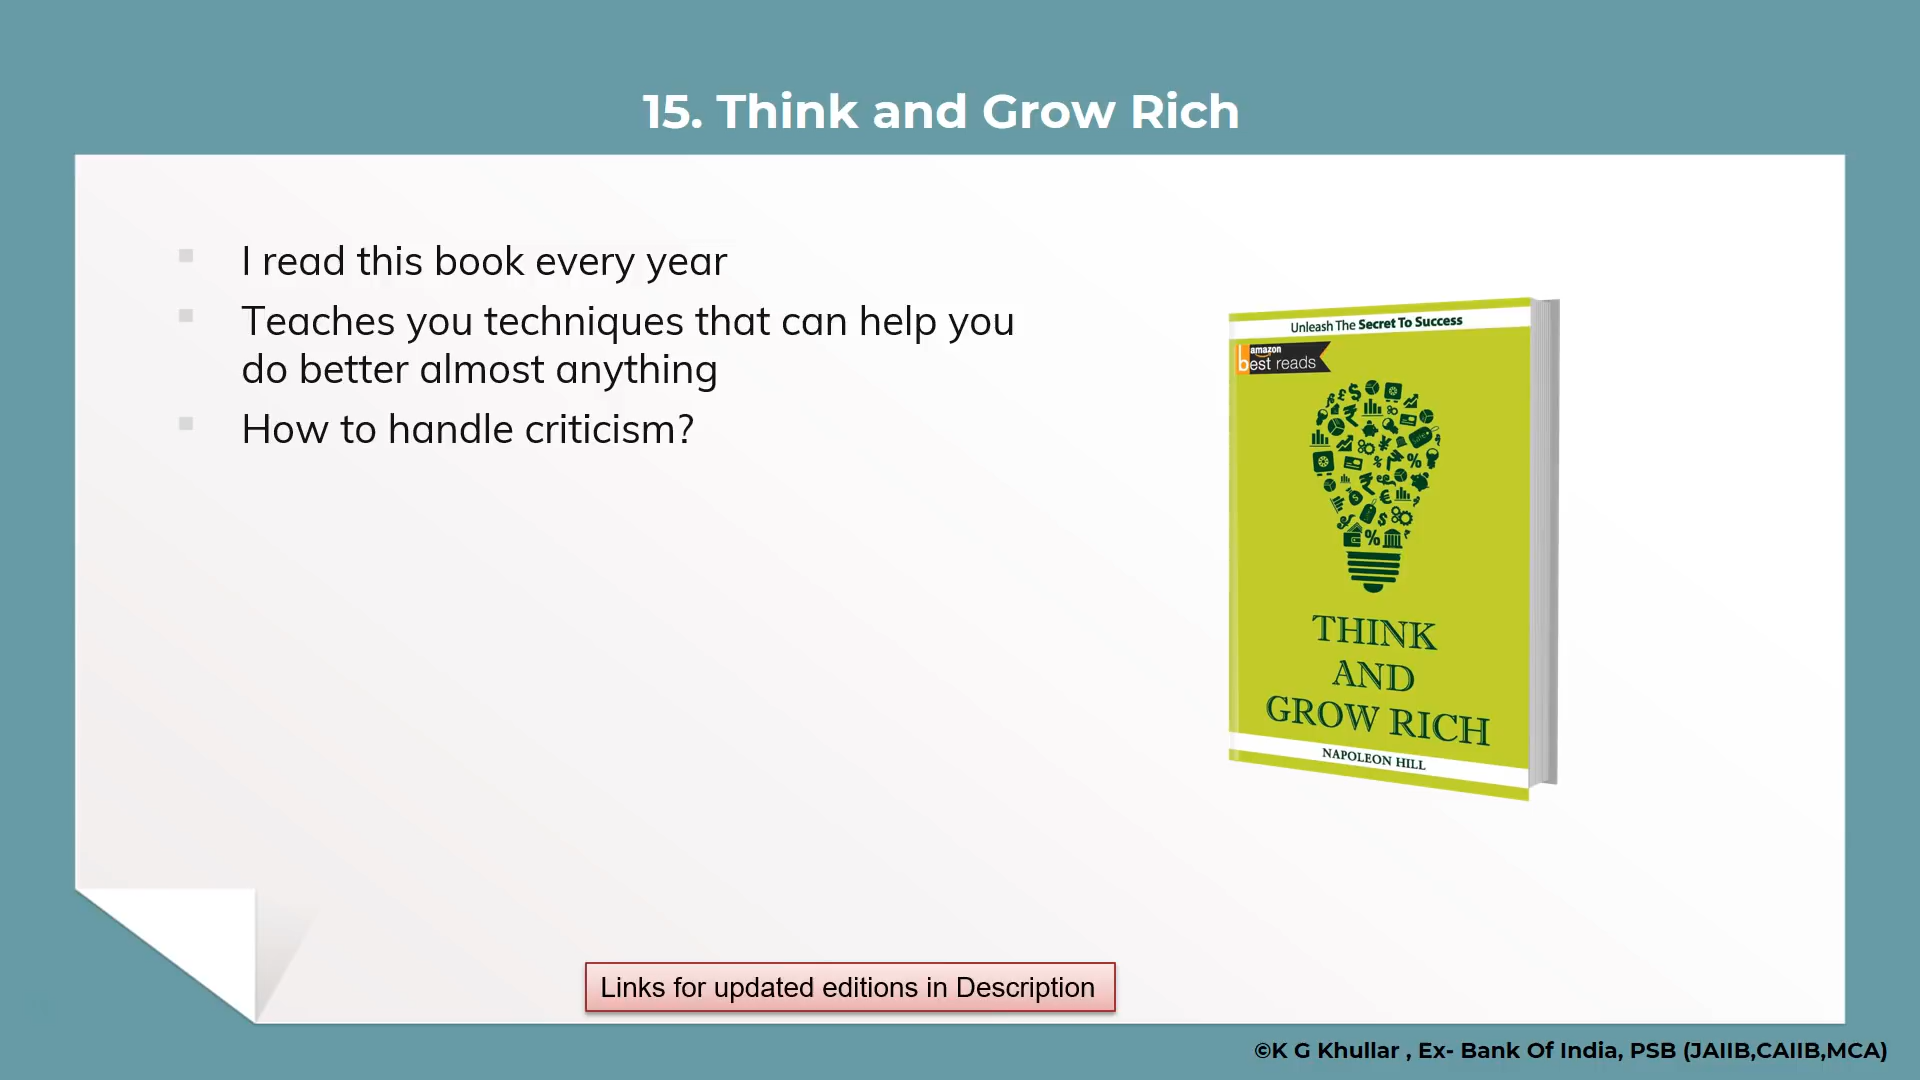 15. Think and Grow Rich
I read this book every year
Teaches you techniques that can help you
do better almost anything
How to handle criticism?
Unleash The Secret To Success
amazon
best reads
THINK
AND
GROW RICH
NAPOLEON HILL
Links for updated editions in Description
©K G Khullar , Ex- Bank Of India, PSB (JAIIB,CAIIB,MCA)